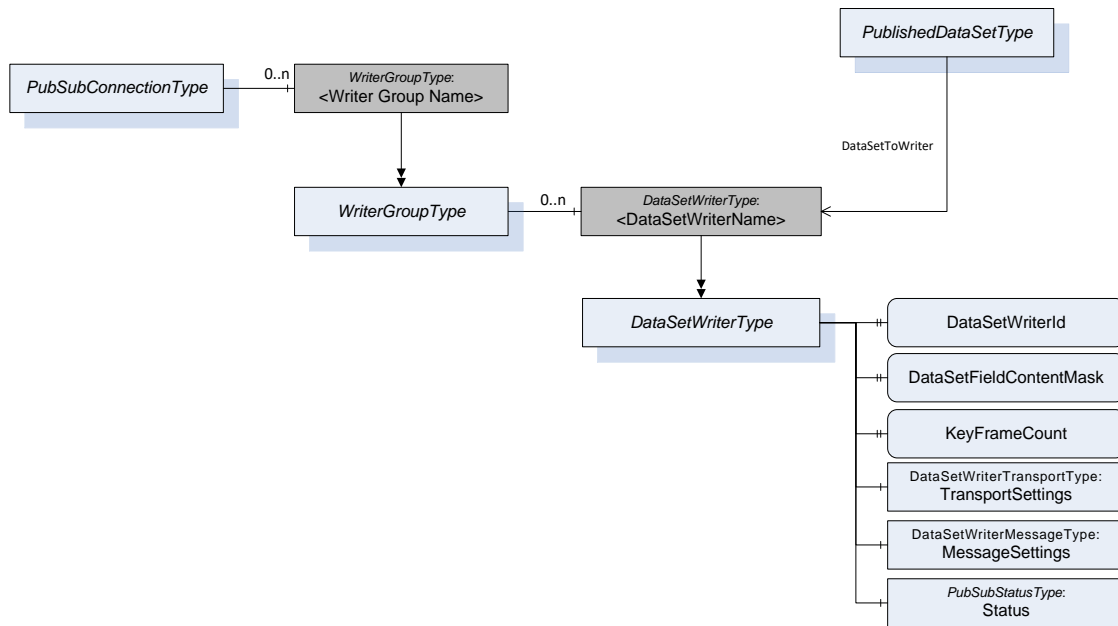 PublishedDataSetType
PubSubConnectionType
0..n
WriterGroupType:
<Writer Group Name>
DataSetToWriter
WriterGroupType
0..n
DataSetWriterType:
<DataSetWriterName>
DataSetWriterType
DataSetWriterId
DataSetFieldContentMask
KeyFrameCount
DataSetWriterTransportType:
TransportSettings
DataSetWriterMessageType:
MessageSettings
PubSubStatusType:
Status